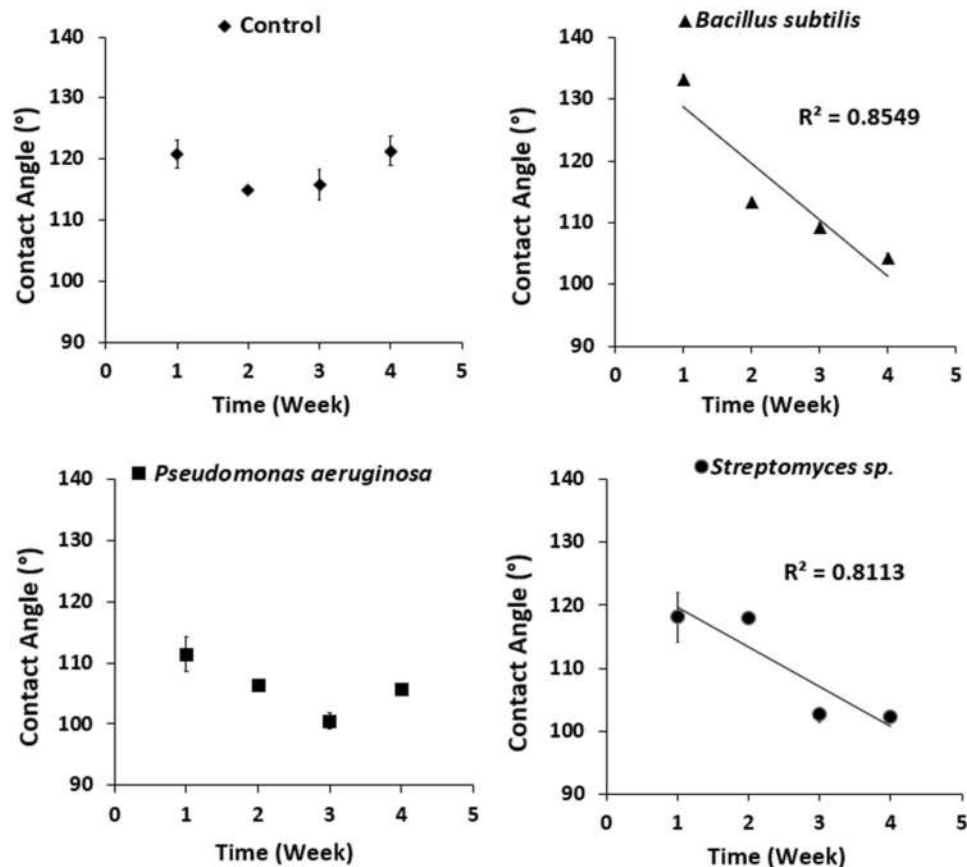 Control
140
130
120
110
100
90
0 1 2 3 4 5
Contact Angle (°)
Time (Week)
Bacillus subtilis
R² = 0.8549
140
130
120
110
100
90
0 1 2 3 4 5
Contact Angle (°)
Time (Week)
Pseudomonas aeruginosa
140
130
120
110
100
90
0 1 2 3 4 5
Contact Angle (°)
Time (Week)
Streptomyces sp.
R² = 0.8113
140
130
120
110
100
90
0 1 2 3 4 5
Contact Angle (°)
Time (Week)